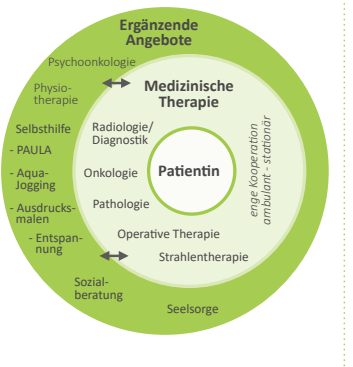 Ergänzende
Angebote
Psychoonkologie
Physio-
therapie
Selbsthilfe
- PAULA
- Aqua-
Jogging
- Ausdrucks-
malen
- Entspan-
nung
Sozial-
beratung
Seelsorge
Medizinische
Therapie
Radiologie/
Diagnostik
Onkologie
Pathologie
Operative Therapie
Strahlentherapie
enge Kooperation
ambulant - stationär
Patientin